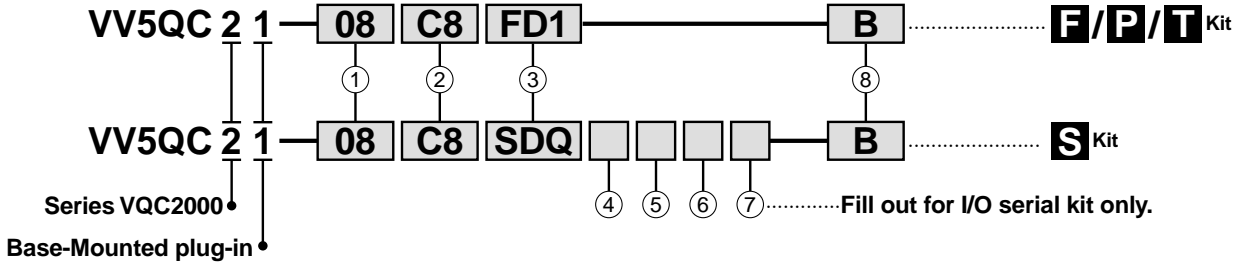 VV5QC 2 1 08 C8 FD1 B F/P/T Kit
1 2 3 8
VV5QC 2 1 08 C8 SDQ B S Kit
Series VQC2000 4 5 6 7 Fill out for I/O serial kit only.
Base-Mounted plug-in